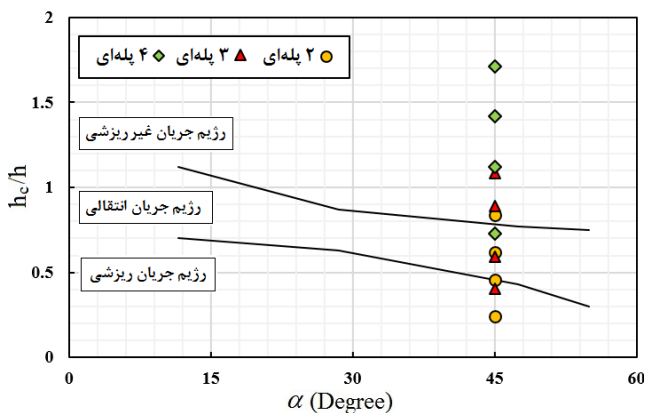 2
۲ پله‌ای ۳ پله‌ای ۴ پله‌ای
1.5
رژیم جریان غیر ریزشی
h_c/h
1
رژیم جریان انتقالی
0.5
رژیم جریان ریزشی
0
0 15 30 45 60
α (Degree)